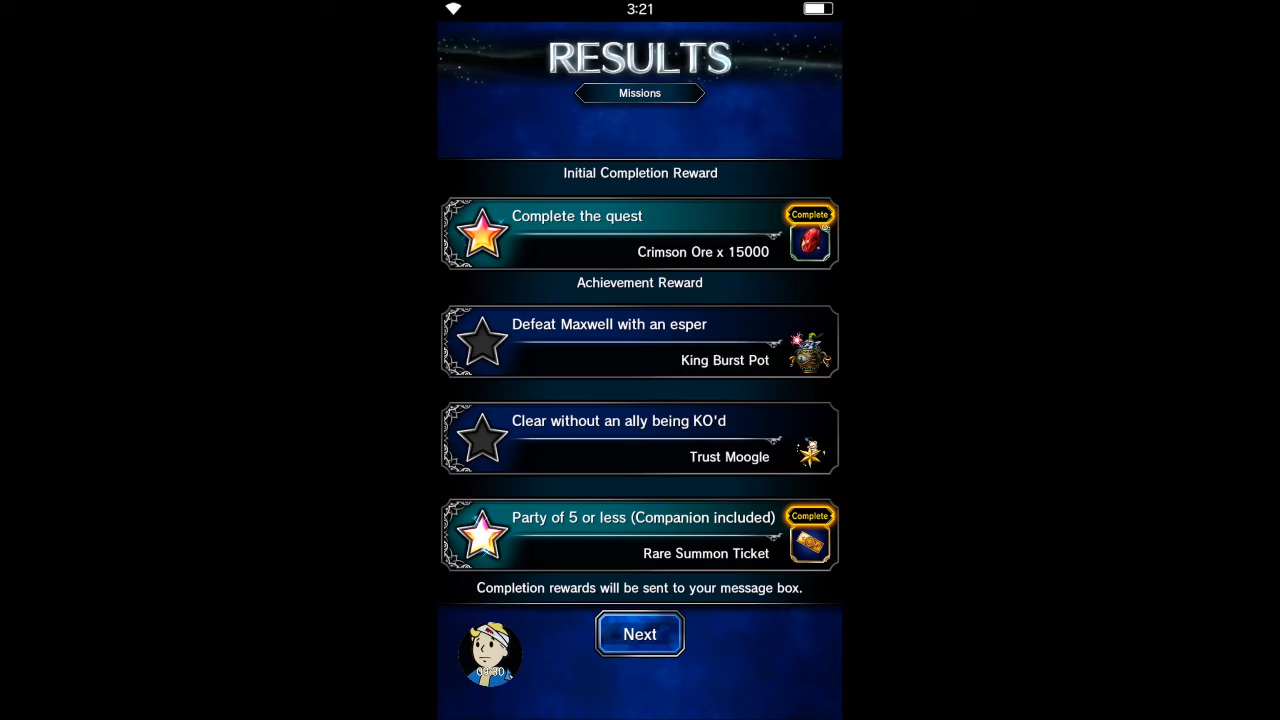 3:21
RESULTS
Missions
Initial Completion Reward
Complete the quest
Complete
Crimson Ore x 15000
Achievement Reward
Defeat Maxwell with an esper
King Burst Pot
Clear without an ally being KO'd
Trust Moogle
Party of 5 or less (Companion included)
Complete
Rare Summon Ticket
Completion rewards will be sent to your message box.
Next